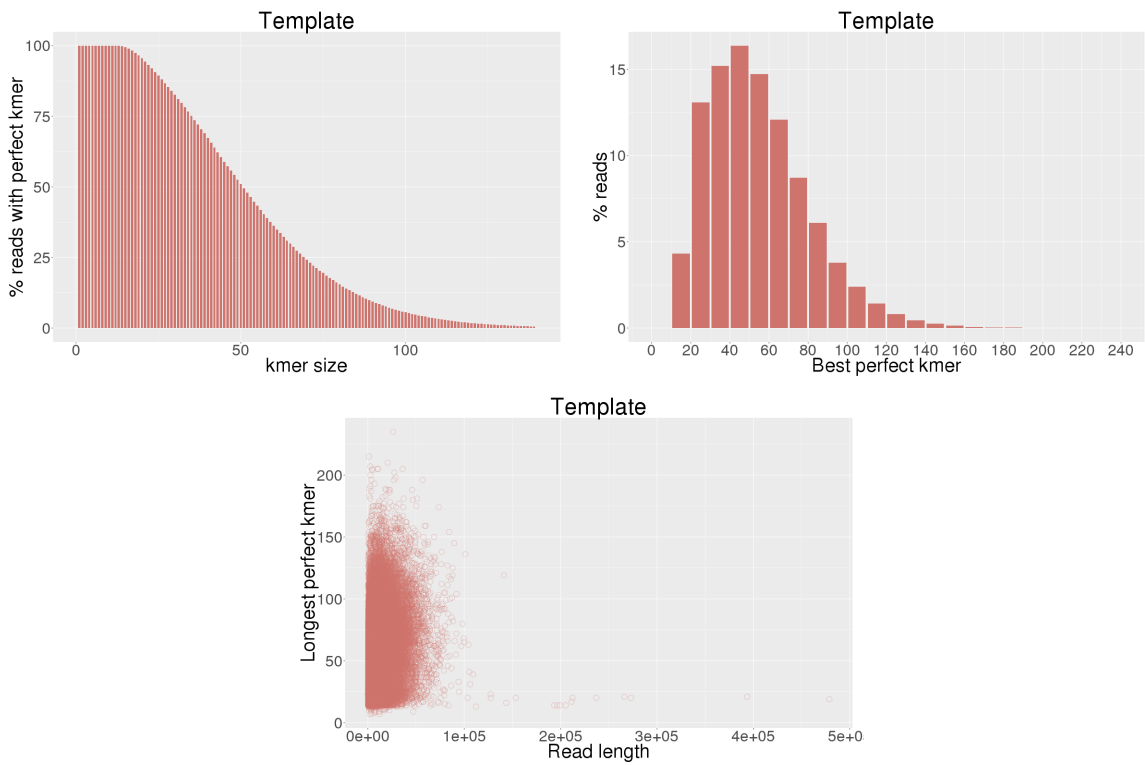 Template
% reads with perfect kmer
100
75
50
25
0
0 50 100
kmer size
Template
% reads
15
10
5
0
0 20 40 60 80 100 120 140 160 180 200 220 240
Best perfect kmer
Template
Longest perfect kmer
200
150
100
50
0
0e+00 1e+05 2e+05 3e+05 4e+05 5e+0
Read length